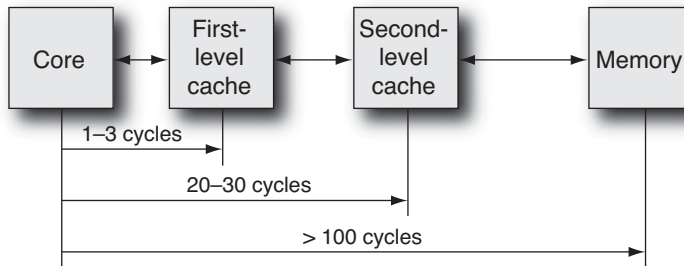 Core
First-
level
cache
Second-
level
cache
Memory
1–3 cycles
20–30 cycles
> 100 cycles